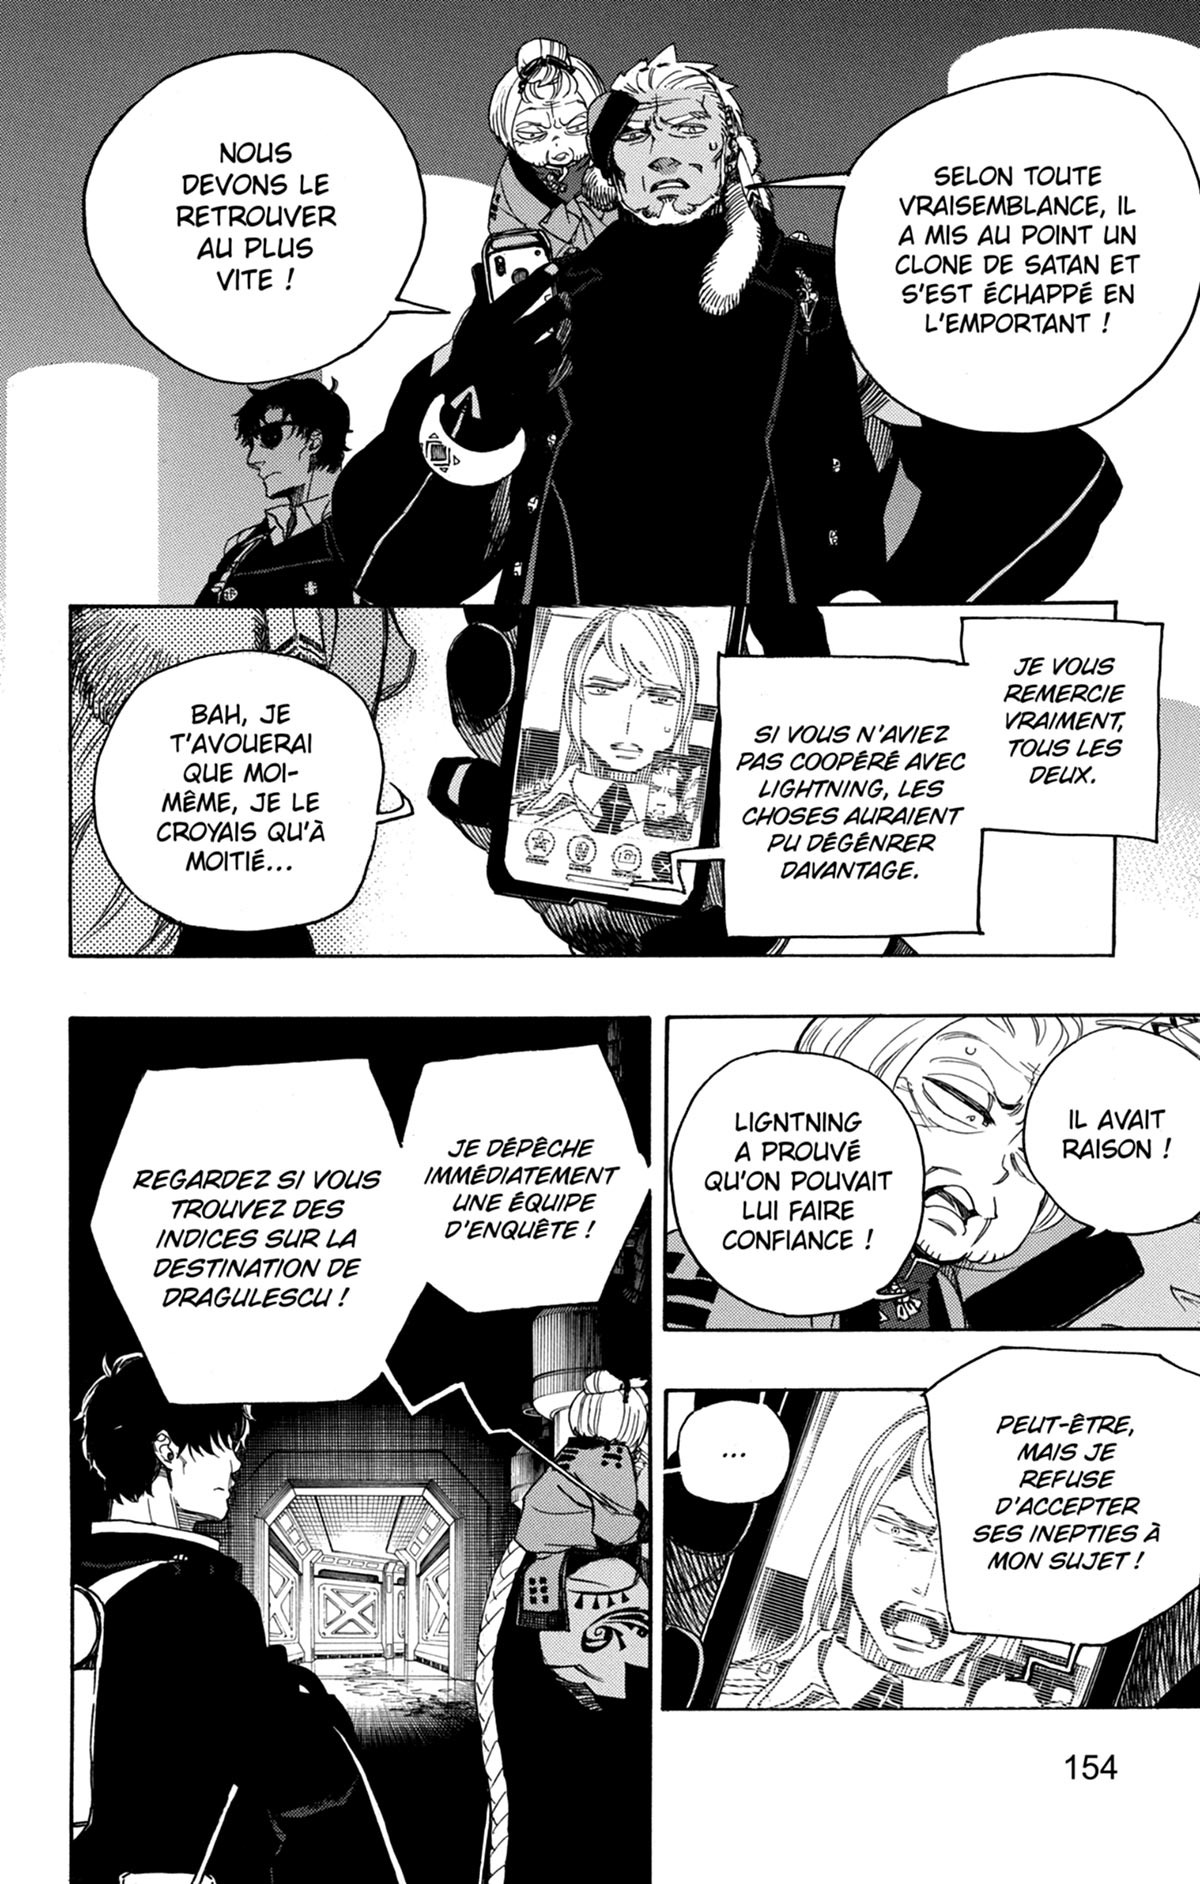 SELON TOUTE
VRAISEMBLANCE, IL
A MIS AU POINT UN
CLONE DE SATAN ET
S'EST ÉCHAPPÉ EN
L'EMPORTANT !
NOUS
DEVONS LE
RETROUVER
AU PLUS
VITE !
JE VOUS
REMERCIE
VRAIMENT,
TOUS LES
DEUX.
SI VOUS N'AVIEZ
PAS COOPÉRÉ AVEC
LIGHTNING, LES
CHOSES AURAIENT
PU DÉGÉNRER
DAVANTAGE.
BAH, JE
T'AVOUERAI
QUE MOI-
MÊME, JE LE
CROYAIS QU'À
MOITIÉ...
IL AVAIT
RAISON !
LIGNTNING
A PROUVÉ
QU'ON POUVAIT
LUI FAIRE
CONFIANCE !
PEUT-ÊTRE,
MAIS JE
REFUSE
D'ACCEPTER
SES INEPTIES À
MON SUJET !
...
JE DÉPÊCHE
IMMÉDIATEMENT
UNE ÉQUIPE
D'ENQUÊTE !
REGARDEZ SI VOUS
TROUVEZ DES
INDICES SUR LA
DESTINATION DE
DRAGULESCU !
154